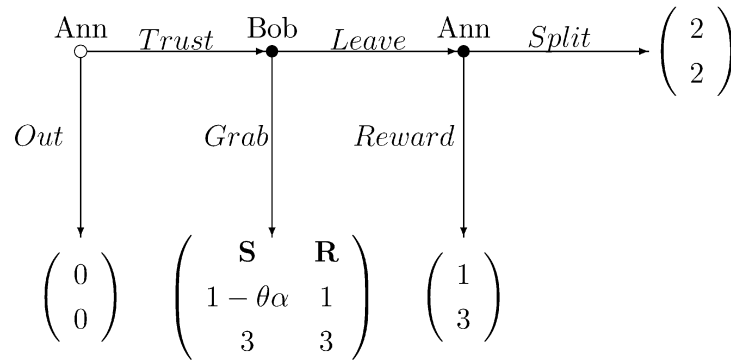 Ann Trust Bob Leave Ann Split
( 2
2 )
Out Grab Reward
( 0
0 )
( S R
1 − θα 1
3 3 )
( 1
3 )